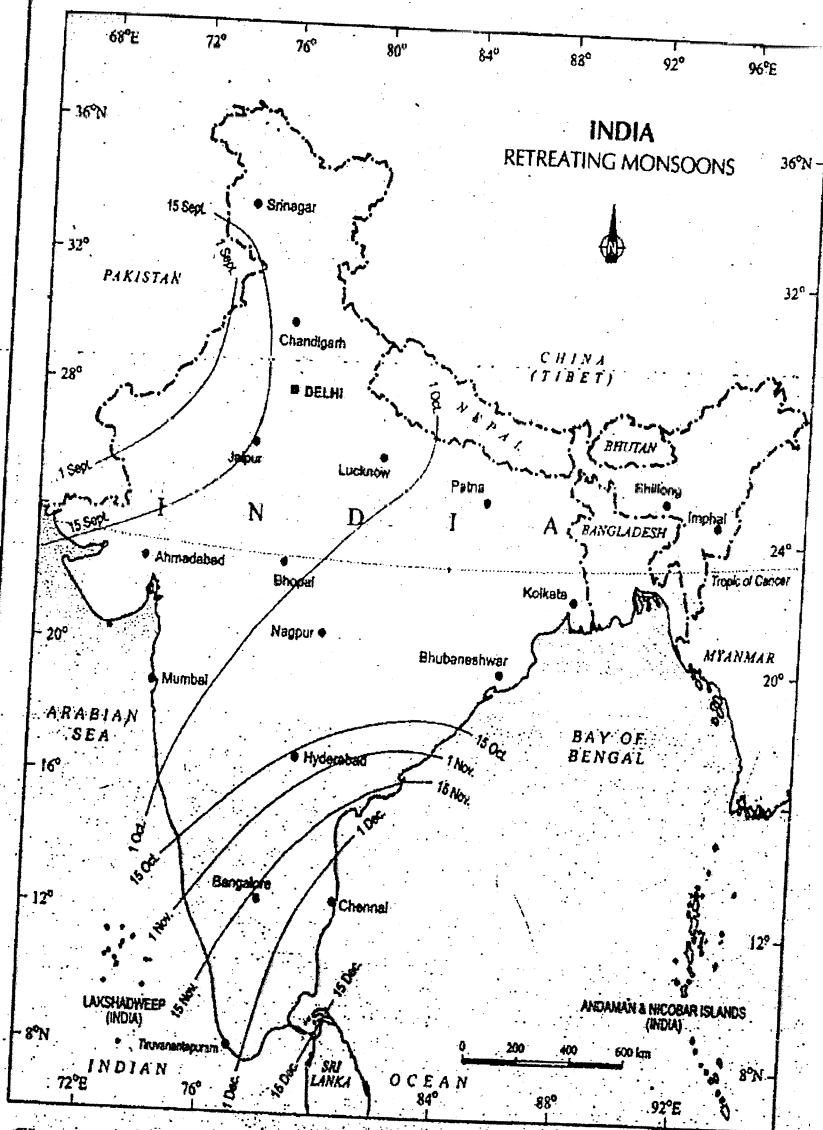 68°E 72° 76° 80° 84° 88° 92° 96°E
36°N
INDIA
RETREATING MONSOONS
36°N
N
15 Sept.
Srinagar
1 Sept.
32°
PAKISTAN
32°
Chandigarh
CHINA
(TIBET)
28°
DELHI
1 Oct.
NEPAL
BHUTAN
Jaipur
Lucknow
1 Sept.
Patna
Shillong
Imphal
15 Sept.
I N D I A
BANGLADESH
24°
Ahmadabad
Bhopal
Tropic of Cancer
Kolkata
20°
Nagpur
Bhubaneshwar
MYANMAR
Mumbai
20°
ARABIAN
SEA
BAY OF
BENGAL
15 Oct.
16°
Hyderabad
1 Nov.
15 Nov.
1 Oct.
1 Dec.
15 Oct.
Bangalore
12°
Chennai
1 Nov.
12°
15 Dec.
15 Nov.
LAKSHADWEEP
(INDIA)
ANDAMAN & NICOBAR ISLANDS
(INDIA)
8°N
Tiruvanantapuram
0 200 400 600 km
INDIAN
1 Dec.
15 Dec.
SRI
LANKA
OCEAN
8°N
72°E 76° 84° 88° 92°E